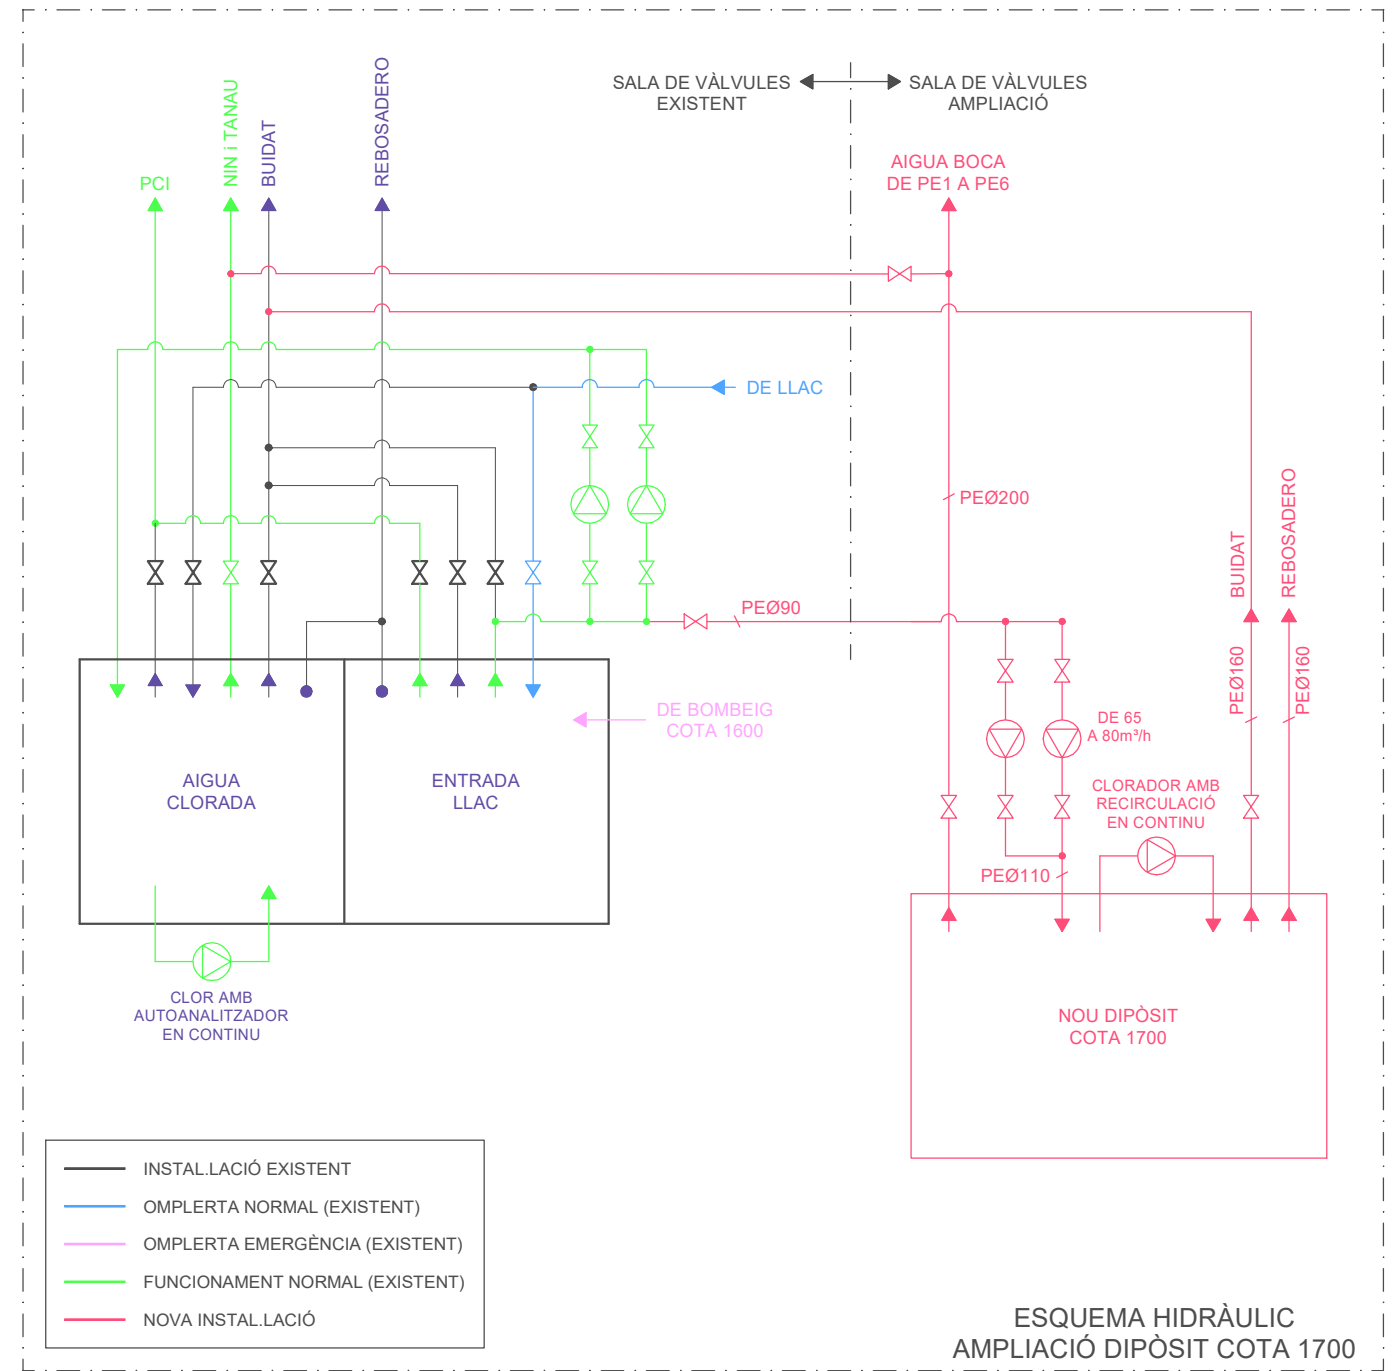 SALA DE VÀLVULES
EXISTENT
SALA DE VÀLVULES
AMPLIACIÓ
PCI
NIN i TANAU
BUIDAT
REBOSADERO
AIGUA BOCA
DE PE1 A PE6
DE LLAC
PEØ200
PEØ90
BUIDAT
REBOSADERO
PEØ160
PEØ160
DE BOMBEIG
COTA 1600
DE 65
A 80m³/h
AIGUA
CLORADA
ENTRADA
LLAC
CLORADOR AMB
RECIRCULACIÓ
EN CONTINU
PEØ110
CLOR AMB
AUTOANALITZADOR
EN CONTINU
NOU DIPÒSIT
COTA 1700
INSTAL.LACIÓ EXISTENT
OMPLERTA NORMAL (EXISTENT)
OMPLERTA EMERGÈNCIA (EXISTENT)
FUNCIONAMENT NORMAL (EXISTENT)
NOVA INSTAL.LACIÓ
ESQUEMA HIDRÀULIC
AMPLIACIÓ DIPÒSIT COTA 1700